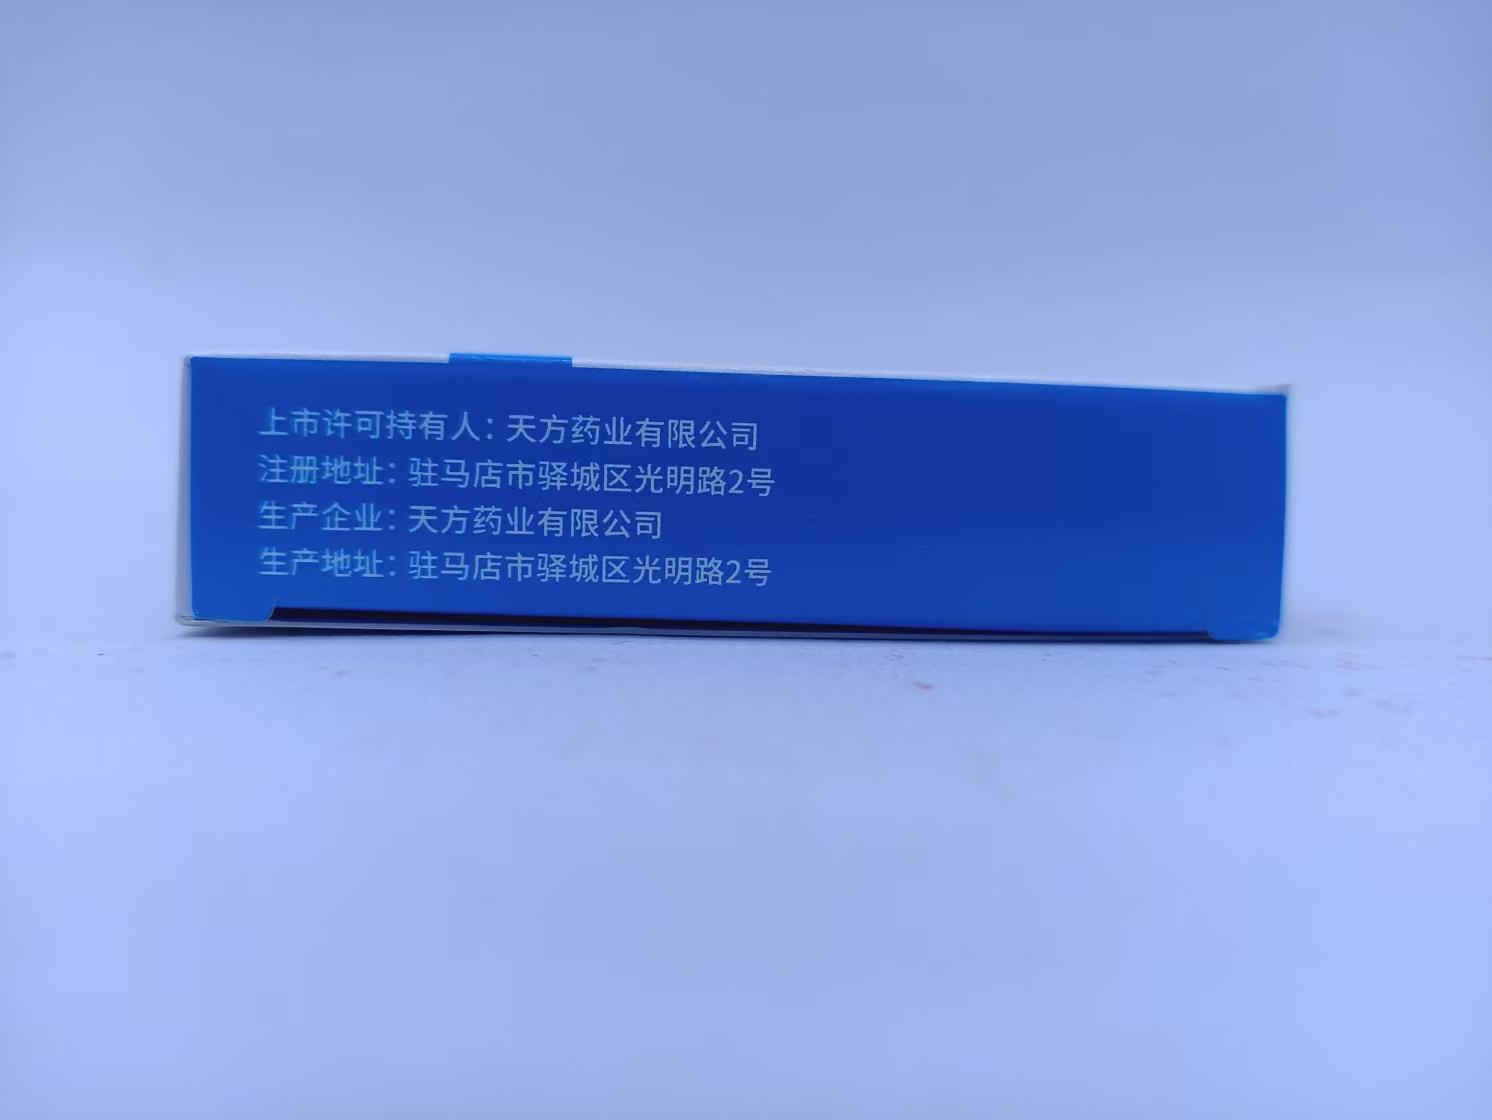 上市许可持有人：天方药业有限公司
注册地址：驻马店市驿城区光明路2号
生产企业：天方药业有限公司
生产地址：驻马店市驿城区光明路2号